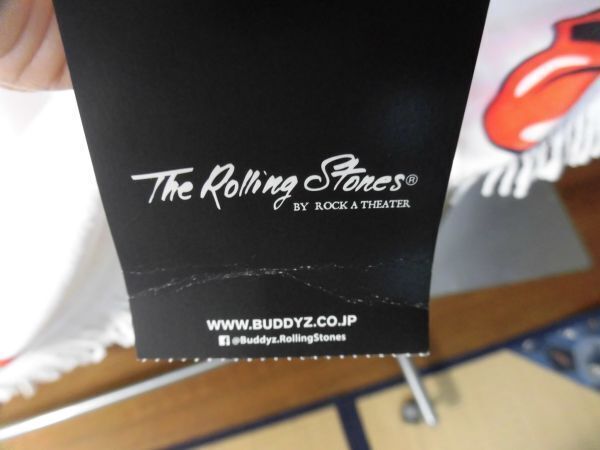 The Rolling Stones®
BY ROCK A THEATER
WWW.BUDDYZ.CO.JP
@Buddyz.RollingStones